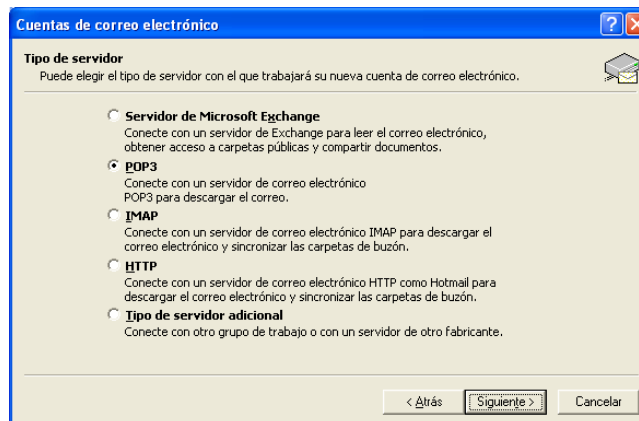 Cuentas de correo electrónico
Tipo de servidor
Puede elegir el tipo de servidor con el que trabajará su nueva cuenta de correo electrónico.
Servidor de Microsoft Exchange
Conecte con un servidor de Exchange para leer el correo electrónico,
obtener acceso a carpetas públicas y compartir documentos.
POP3
Conecte con un servidor de correo electrónico
POP3 para descargar el correo.
IMAP
Conecte con un servidor de correo electrónico IMAP para descargar el
correo electrónico y sincronizar las carpetas de buzón.
HTTP
Conecte con un servidor de correo electrónico HTTP como Hotmail para
descargar el correo electrónico y sincronizar las carpetas de buzón.
Tipo de servidor adicional
Conecte con otro grupo de trabajo o con un servidor de otro fabricante.
< Atrás Siguiente > Cancelar